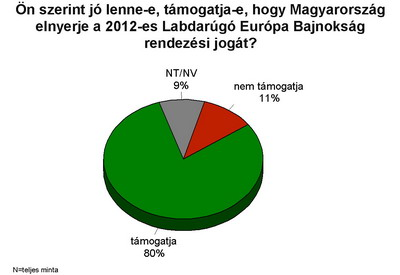 Ön szerint jó lenne-e, támogatja-e, hogy Magyarország
elnyerje a 2012-es Labdarúgó Európa Bajnokság
rendezési jogát?
NT/NV
9%
nem támogatja
11%
támogatja
80%
N=teljes minta